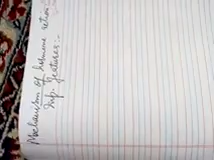 Mechanism of hormone action:-
Imp. features:-